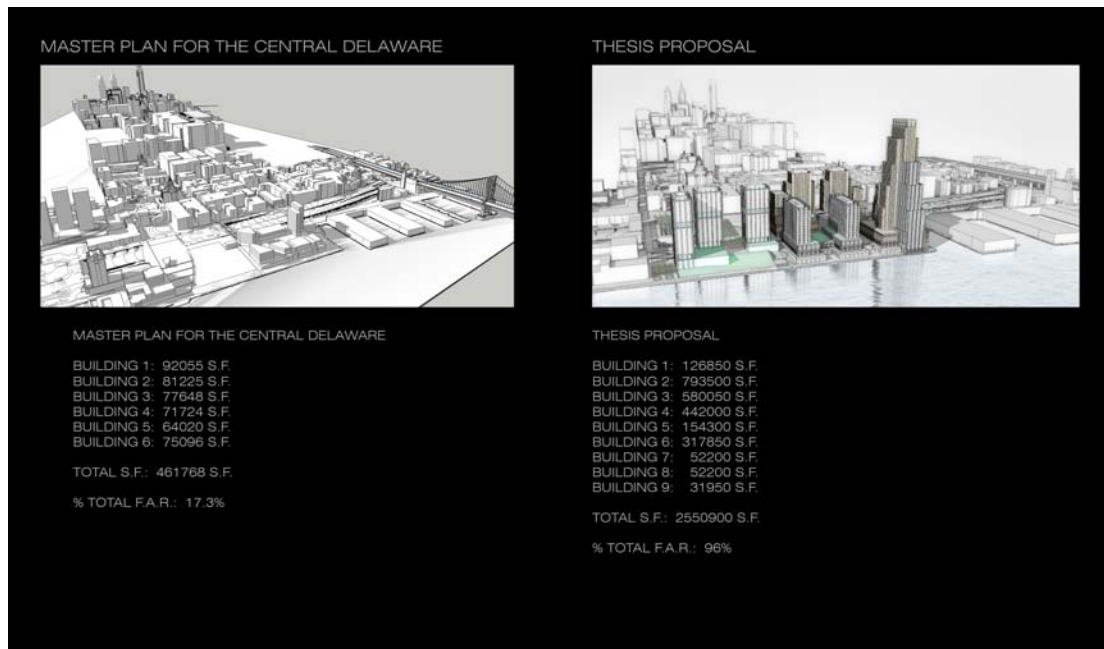 MASTER PLAN FOR THE CENTRAL DELAWARE
THESIS PROPOSAL
MASTER PLAN FOR THE CENTRAL DELAWARE
BUILDING 1: 92055 S.F.
BUILDING 2: 81225 S.F.
BUILDING 3: 77648 S.F.
BUILDING 4: 71724 S.F.
BUILDING 5: 64020 S.F.
BUILDING 6: 75096 S.F.
TOTAL S.F.: 461768 S.F.
% TOTAL F.A.R.: 17.3%
THESIS PROPOSAL
BUILDING 1: 126850 S.F.
BUILDING 2: 793500 S.F.
BUILDING 3: 580050 S.F.
BUILDING 4: 442000 S.F.
BUILDING 5: 154300 S.F.
BUILDING 6: 317850 S.F.
BUILDING 7: 52200 S.F.
BUILDING 8: 52200 S.F.
BUILDING 9: 31950 S.F.
TOTAL S.F.: 2550900 S.F.
% TOTAL F.A.R.: 96%